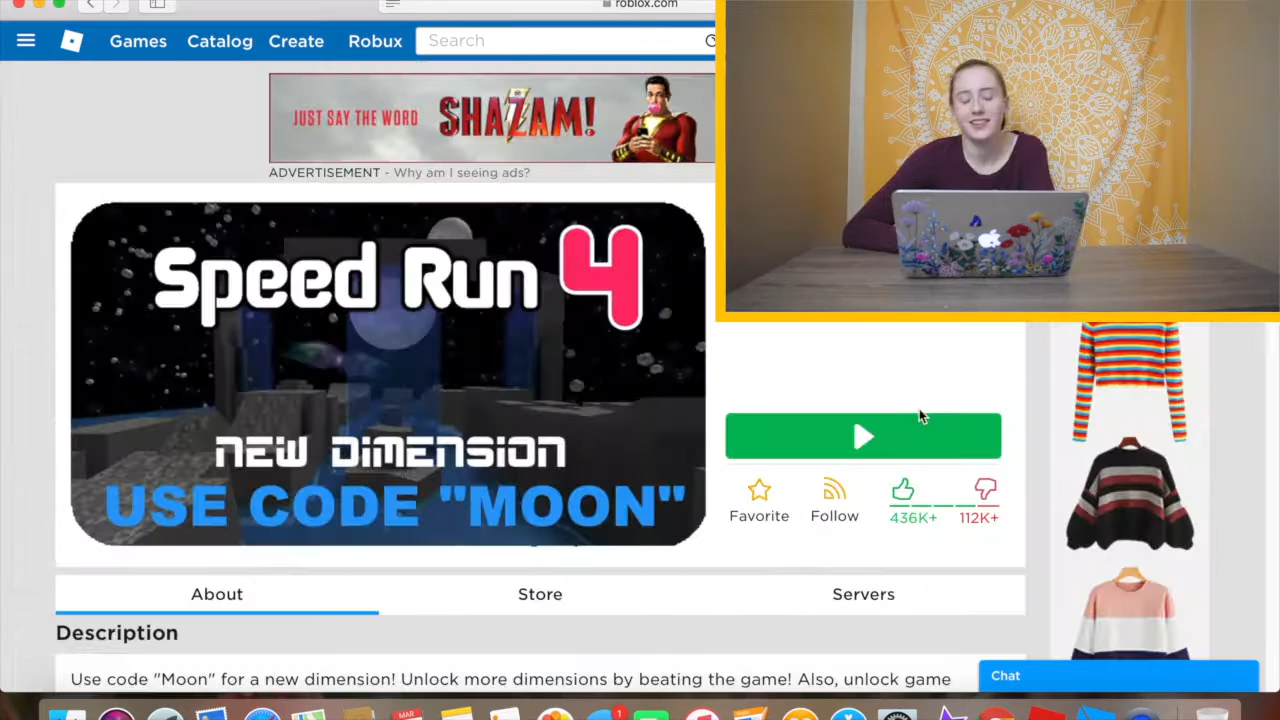 roblox.com
Games
Catalog
Create
Robux
Search
JUST SAY THE WORD
SHAZAM!
ADVERTISEMENT - Why am I seeing ads?
Speed Run 4
NEW DIMENSION
USE CODE "MOON"
Favorite
Follow
436K+
112K+
About
Store
Servers
Description
Use code "Moon" for a new dimension! Unlock more dimensions by beating the game! Also, unlock game
Chat
MAR
1